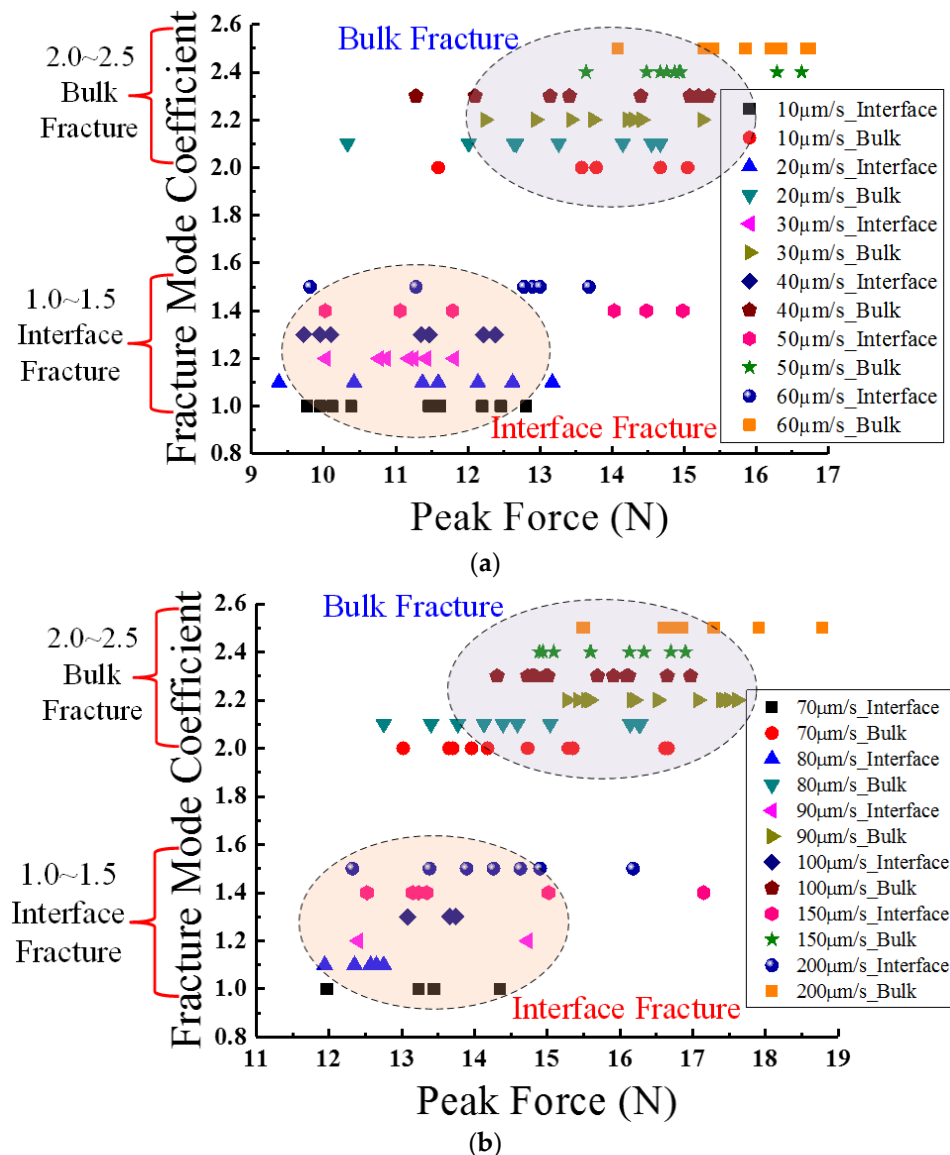 2.0~2.5
Bulk
Fracture
1.0~1.5
Interface
Fracture
Fracture Mode Coefficient
2.6
2.4
2.2
2.0
1.8
1.6
1.4
1.2
1.0
0.8
Bulk Fracture
Interface Fracture
10μm/s_Interface
10μm/s_Bulk
20μm/s_Interface
20μm/s_Bulk
30μm/s_Interface
30μm/s_Bulk
40μm/s_Interface
40μm/s_Bulk
50μm/s_Interface
50μm/s_Bulk
60μm/s_Interface
60μm/s_Bulk
9 10 11 12 13 14 15 16 17
Peak Force (N)
(a)
2.0~2.5
Bulk
Fracture
1.0~1.5
Interface
Fracture
Fracture Mode Coefficient
2.6
2.4
2.2
2.0
1.8
1.6
1.4
1.2
1.0
0.8
Bulk Fracture
Interface Fracture
70μm/s_Interface
70μm/s_Bulk
80μm/s_Interface
80μm/s_Bulk
90μm/s_Interface
90μm/s_Bulk
100μm/s_Interface
100μm/s_Bulk
150μm/s_Interface
150μm/s_Bulk
200μm/s_Interface
200μm/s_Bulk
11 12 13 14 15 16 17 18 19
Peak Force (N)
(b)